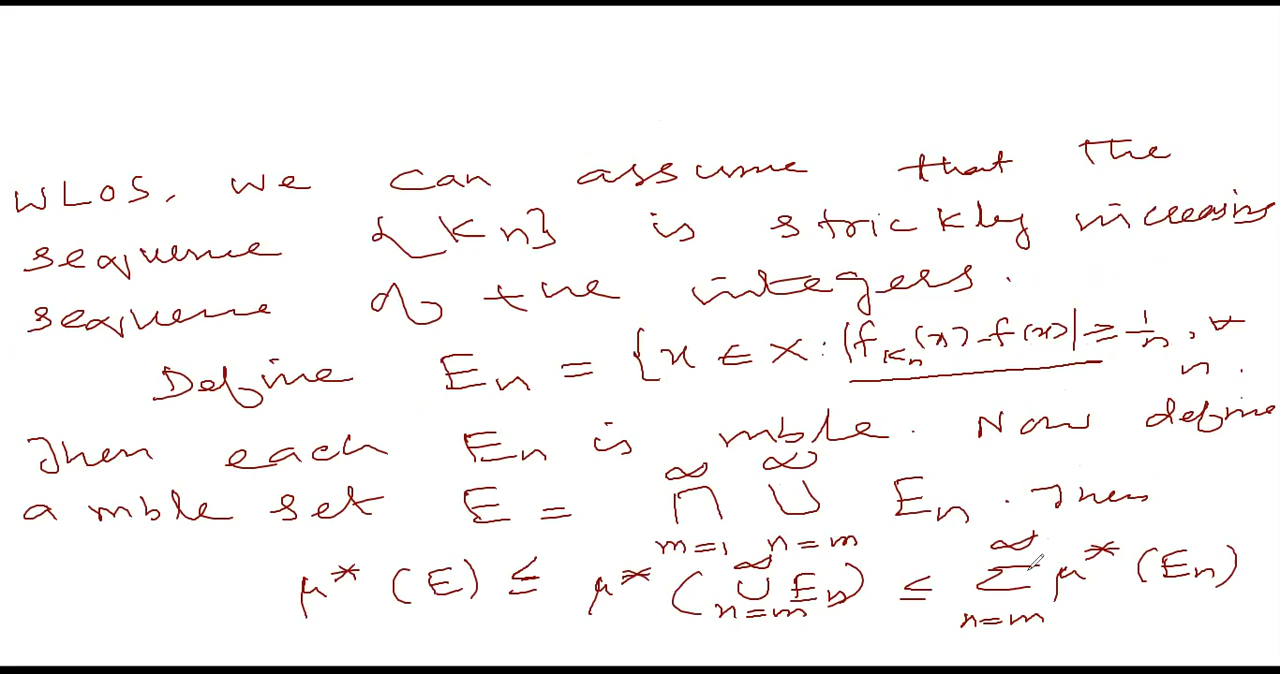 WLOS, we can assume that the
sequence {Kn} is strickly increasing
sequence of the integers.
Define En = {x ∈ X : |f_{Kn}(x) - f(x)| ≥ 1/n, ∀ n.
Then each En is mble. Now define
a mble set E = ∩_{m=1}^{∞} ∪_{n=m}^{∞} En. Then
μ*(E) ≤ μ*(∪_{n=m}^{∞} En) ≤ Σ_{n=m}^{∞} μ*(En)